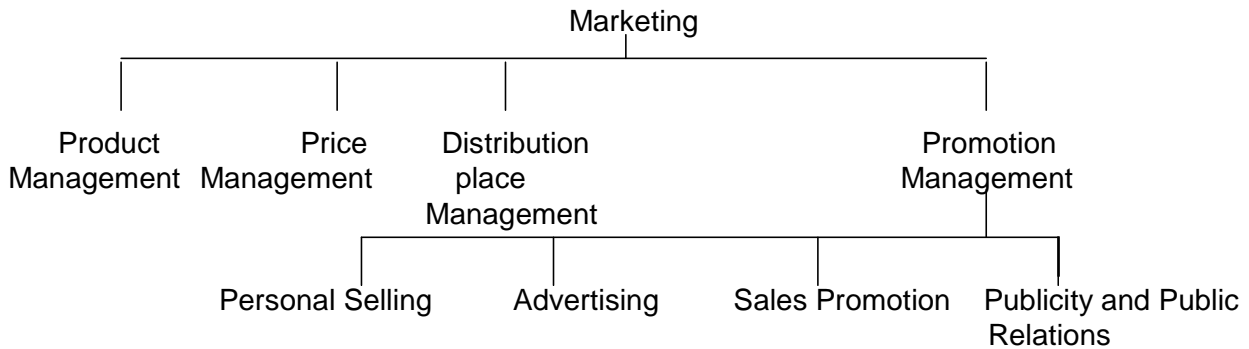 Marketing
Product Price Distribution Promotion
Management Management place Management
Management
Personal Selling Advertising Sales Promotion Publicity and Public
Relations